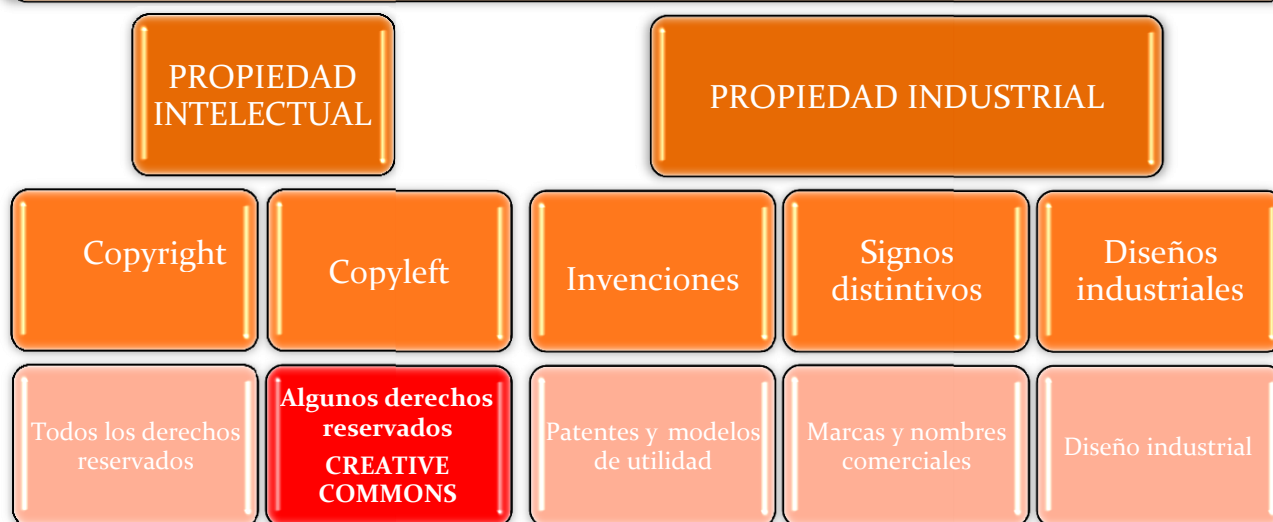 PROPIEDAD
INTELECTUAL
PROPIEDAD INDUSTRIAL
Copyright
Copyleft
Invenciones
Signos
distintivos
Diseños
industriales
Todos los derechos
reservados
Algunos derechos
reservados
CREATIVE
COMMONS
Patentes y modelos
de utilidad
Marcas y nombres
comerciales
Diseño industrial